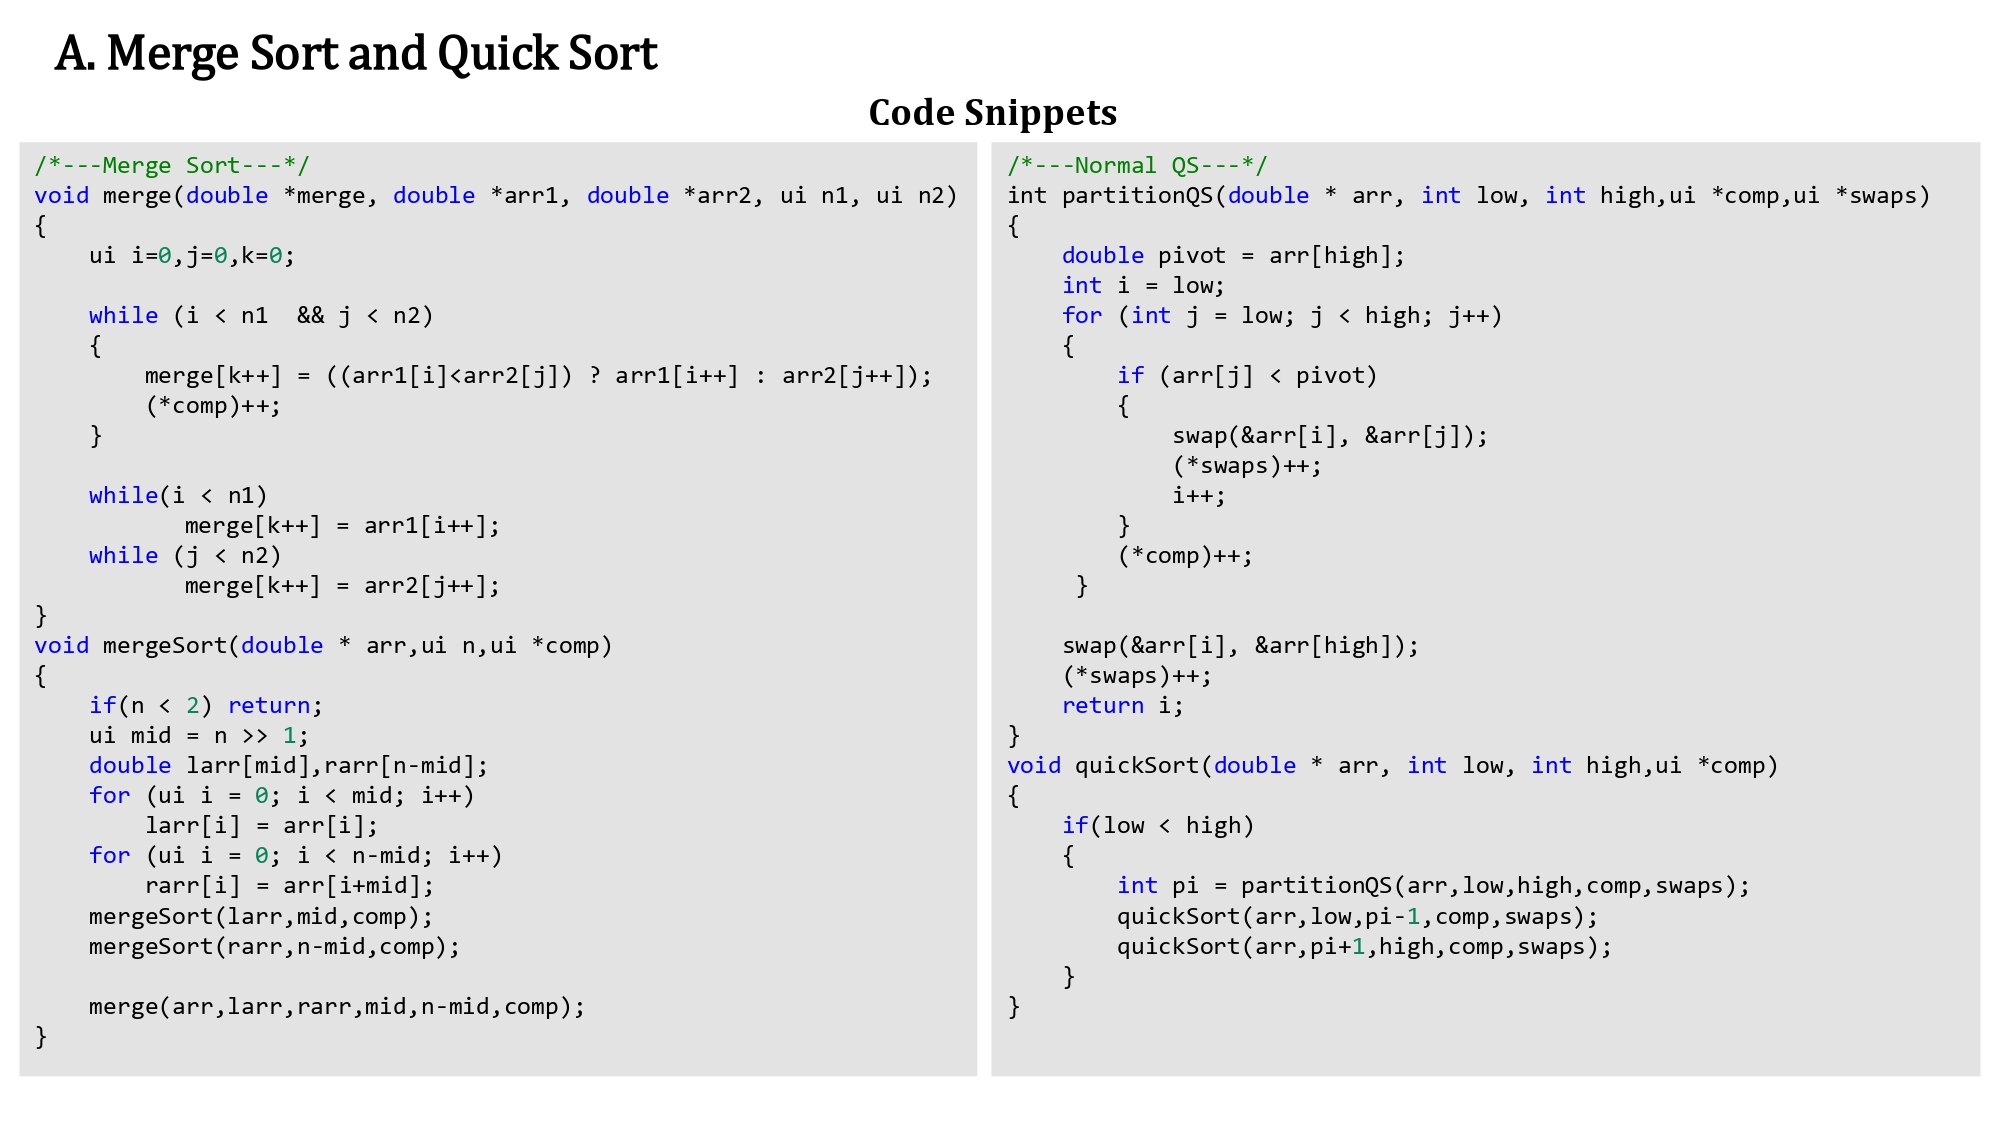 A. Merge Sort and Quick Sort
Code Snippets
/*---Merge Sort---*/
void merge(double *merge, double *arr1, double *arr2, ui n1, ui n2)
{
    ui i=0,j=0,k=0;
    while (i < n1  && j < n2)
    {
        merge[k++] = ((arr1[i]<arr2[j]) ? arr1[i++] : arr2[j++]);
        (*comp)++;
    }
    while(i < n1)
           merge[k++] = arr1[i++];
    while (j < n2)
           merge[k++] = arr2[j++];
}
void mergeSort(double * arr,ui n,ui *comp)
{
    if(n < 2) return;
    ui mid = n >> 1;
    double larr[mid],rarr[n-mid];
    for (ui i = 0; i < mid; i++)
        larr[i] = arr[i];
    for (ui i = 0; i < n-mid; i++)
        rarr[i] = arr[i+mid];
    mergeSort(larr,mid,comp);
    mergeSort(rarr,n-mid,comp);
    merge(arr,larr,rarr,mid,n-mid,comp);
}
/*---Normal QS---*/
int partitionQS(double * arr, int low, int high,ui *comp,ui *swaps)
{
    double pivot = arr[high];
    int i = low;
    for (int j = low; j < high; j++)
    {
        if (arr[j] < pivot)
        {
            swap(&arr[i], &arr[j]);
            (*swaps)++;
            i++;
        }
        (*comp)++;
     }
    swap(&arr[i], &arr[high]);
    (*swaps)++;
    return i;
}
void quickSort(double * arr, int low, int high,ui *comp)
{
    if(low < high)
    {
        int pi = partitionQS(arr,low,high,comp,swaps);
        quickSort(arr,low,pi-1,comp,swaps);
        quickSort(arr,pi+1,high,comp,swaps);
    }
}